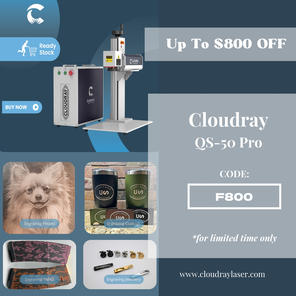 Ready
Stock
BUY NOW
CLOUDRAY
Up To $800 OFF
Cloudray
QS-50 Pro
CODE:
F800
*for limited time only
www.cloudraylaser.com